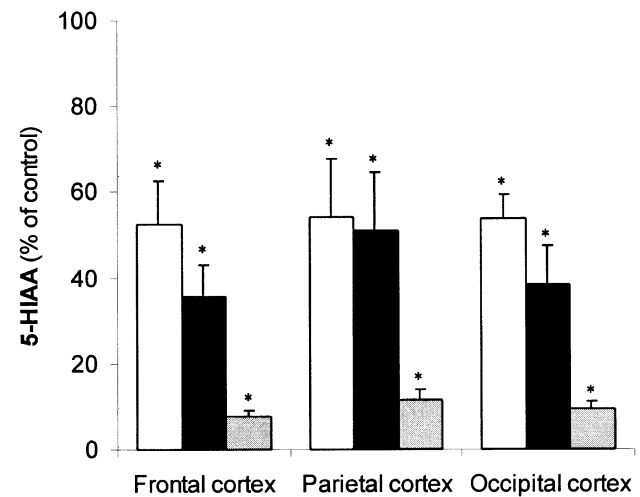 100
80
60
40
20
0
5-HIAA (% of control)
* * *
* * *
* * *
Frontal cortex Parietal cortex Occipital cortex